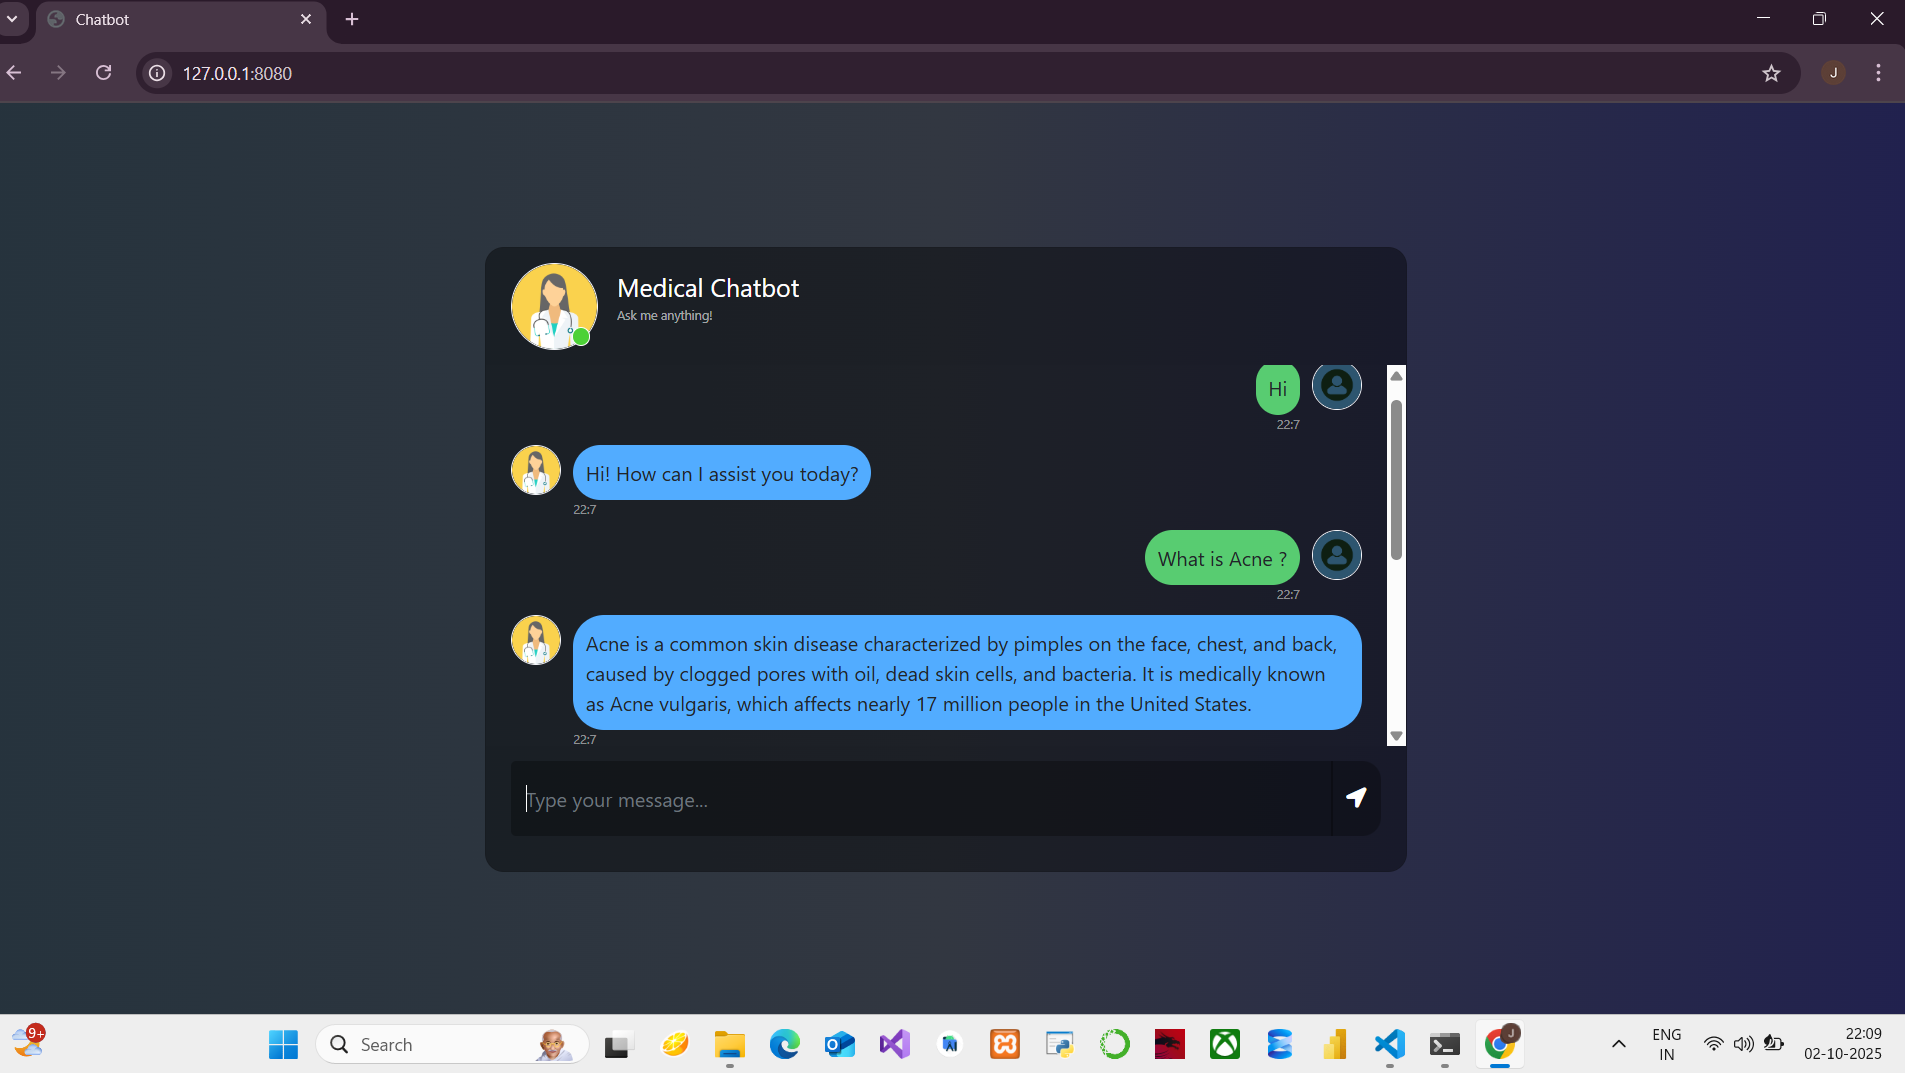 Chatbot
127.0.0.1:8080
J
Medical Chatbot
Ask me anything!
Hi
22:7
Hi! How can I assist you today?
22:7
What is Acne ?
22:7
Acne is a common skin disease characterized by pimples on the face, chest, and back,
caused by clogged pores with oil, dead skin cells, and bacteria. It is medically known
as Acne vulgaris, which affects nearly 17 million people in the United States.
22:7
Type your message...
9+
Search
J
ENG
IN
22:09
02-10-2025